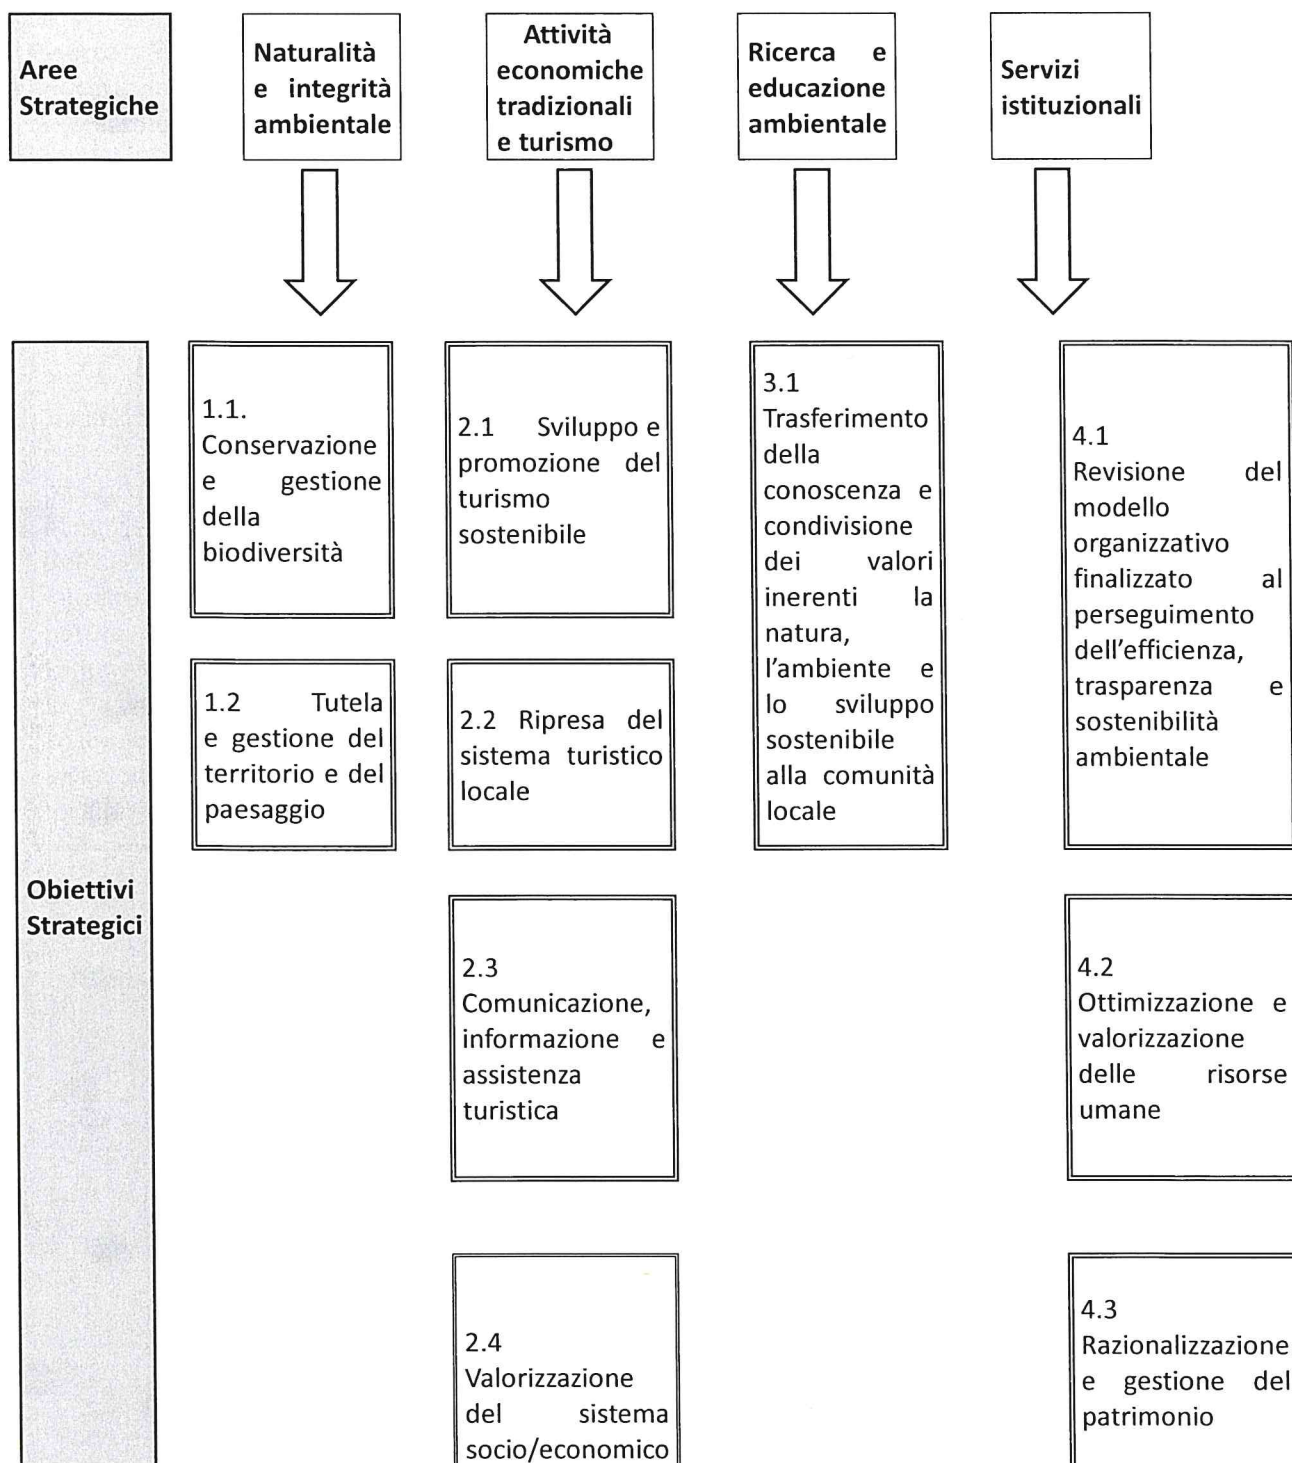 Aree
Strategiche
Naturalità
e integrità
ambientale
Attività
economiche
tradizionali
e turismo
Ricerca e
educazione
ambientale
Servizi
istituzionali
Obiettivi
Strategici
1.1.
Conservazione
e gestione
della
biodiversità
1.2 Tutela
e gestione del
territorio e del
paesaggio
2.1 Sviluppo e
promozione del
turismo
sostenibile
2.2 Ripresa del
sistema turistico
locale
2.3
Comunicazione,
informazione e
assistenza
turistica
2.4
Valorizzazione
del sistema
socio/economico
3.1
Trasferimento
della
conoscenza e
condivisione
dei valori
inerenti la
natura,
l'ambiente e
lo sviluppo
sostenibile
alla comunità
locale
4.1
Revisione del
modello
organizzativo
finalizzato al
perseguimento
dell'efficienza,
trasparenza e
sostenibilità
ambientale
4.2
Ottimizzazione e
valorizzazione
delle risorse
umane
4.3
Razionalizzazione
e gestione del
patrimonio